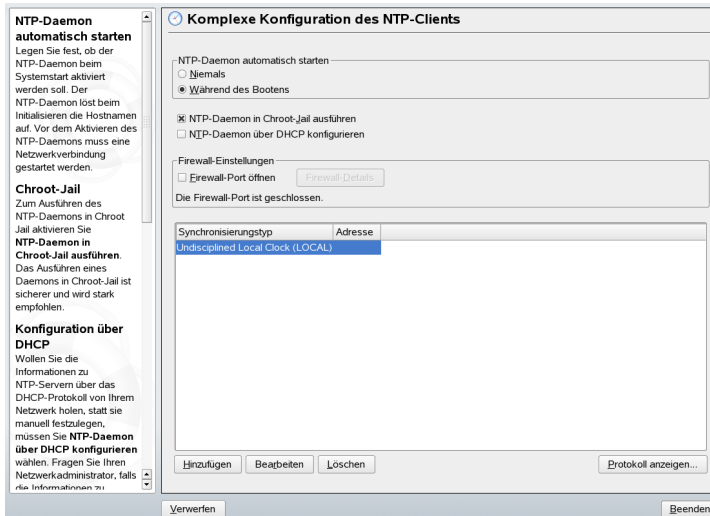 NTP-Daemon
automatisch starten
Legen Sie fest, ob der
NTP-Daemon beim
Systemstart aktiviert
werden soll. Der
NTP-Daemon löst beim
Initialisieren die Hostnamen
auf. Vor dem Aktivieren des
NTP-Daemons muss eine
Netzwerkverbindung
gestartet werden.
Chroot-Jail
Zum Ausführen des
NTP-Daemons in Chroot
Jail aktivieren Sie
NTP-Daemon in
Chroot-Jail ausführen.
Das Ausführen eines
Daemons in Chroot-Jail ist
sicherer und wird stark
empfohlen.
Konfiguration über
DHCP
Wollen Sie die
Informationen zu
NTP-Servern über das
DHCP-Protokoll von Ihrem
Netzwerk holen, statt sie
manuell festzulegen,
müssen Sie NTP-Daemon
über DHCP konfigurieren
wählen. Fragen Sie Ihren
Netzwerkadministrator, falls
die Informationen zu
Komplexe Konfiguration des NTP-Clients
NTP-Daemon automatisch starten
Niemals
Während des Bootens
NTP-Daemon in Chroot-Jail ausführen
NTP-Daemon über DHCP konfigurieren
Firewall-Einstellungen
Firewall-Port öffnen Firewall-Details
Die Firewall-Port ist geschlossen.
Synchronisierungstyp Adresse
Undisciplined Local Clock (LOCAL)
Hinzufügen Bearbeiten Löschen Protokoll anzeigen...
Verwerfen Beenden